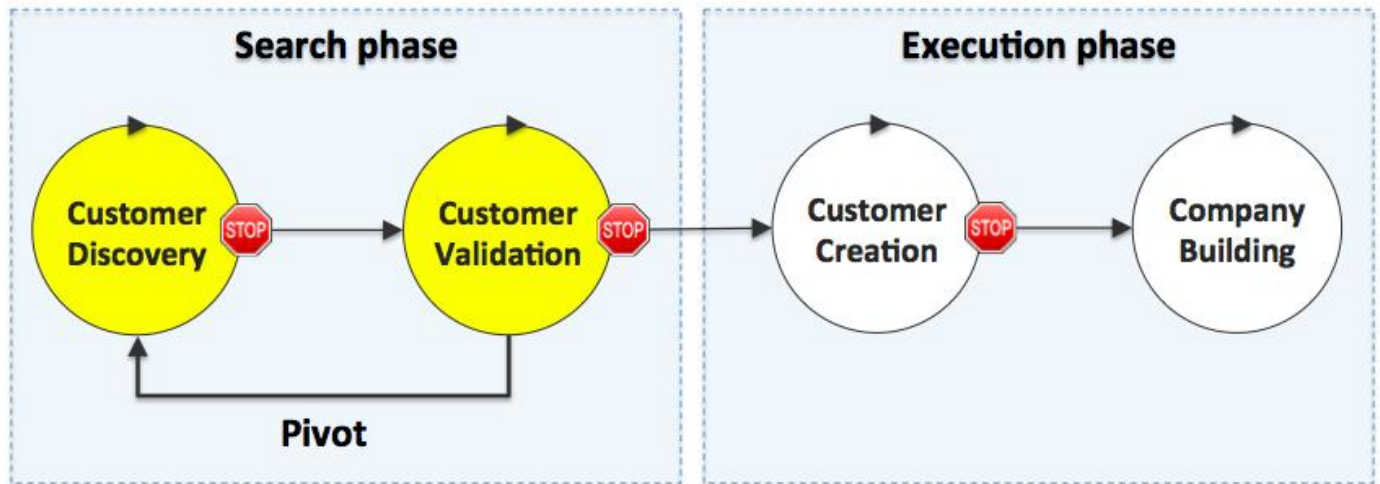 Search phase
Execution phase
Customer
Discovery
STOP
Customer
Validation
STOP
Customer
Creation
STOP
Company
Building
Pivot